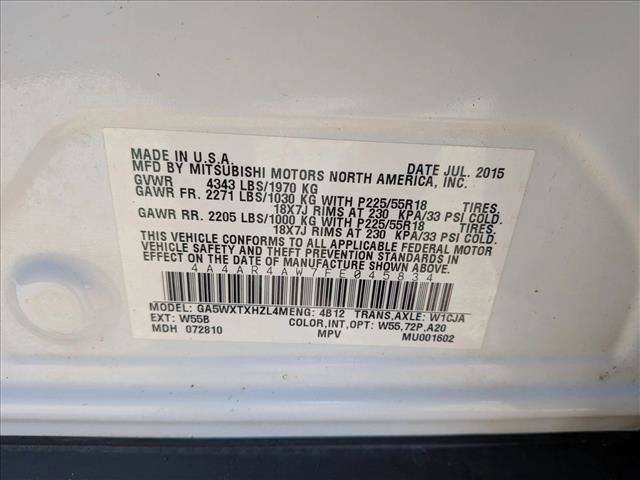 MADE IN U.S.A. DATE JUL. 2015
MFD BY MITSUBISHI MOTORS NORTH AMERICA, INC.
GVWR 4343 LBS/1970 KG
GAWR FR. 2271 LBS/1030 KG WITH P225/55R18 TIRES.
18X7J RIMS AT 230 KPA/33 PSI COLD.
GAWR RR. 2205 LBS/1000 KG WITH P225/55R18 TIRES.
18X7J RIMS AT 230 KPA/33 PSI COLD.
THIS VEHICLE CONFORMS TO ALL APPLICABLE FEDERAL MOTOR
VEHICLE SAFETY AND THEFT PREVENTION STANDARDS IN
EFFECT ON THE DATE OF MANUFACTURE SHOWN ABOVE.
4A4AR4AW7FE045834
MODEL: GA5WXTXHZL4MENG: 4B12 TRANS,AXLE: W1CJA
EXT: W55B COLOR,INT,OPT: W55,72P,A20
MDH 072810 MPV MU001602